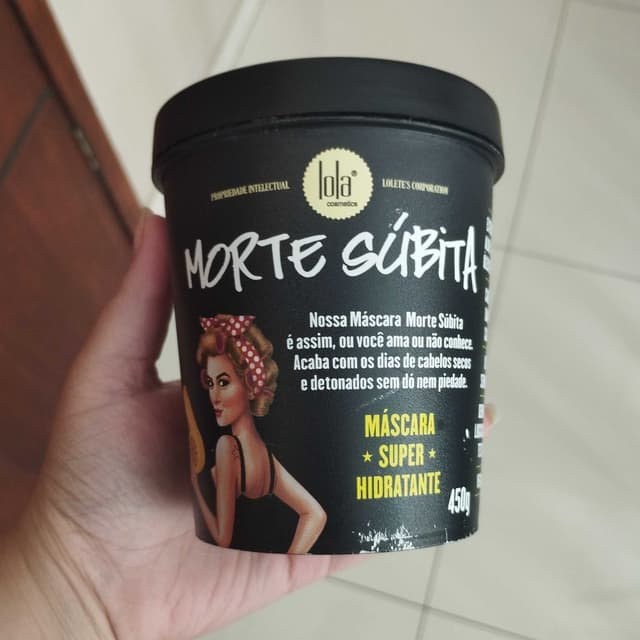 PROPRIEDADE INTELECTUAL
lola®
cosmetics
LOLETE'S CORPORATION
MORTE SÚBITA
Nossa Máscara Morte Súbita
é assim, ou você ama ou não conhece.
Acaba com os dias de cabelos secos
e detonados sem dó nem piedade.
MÁSCARA
★ SUPER ★
HIDRATANTE
450g